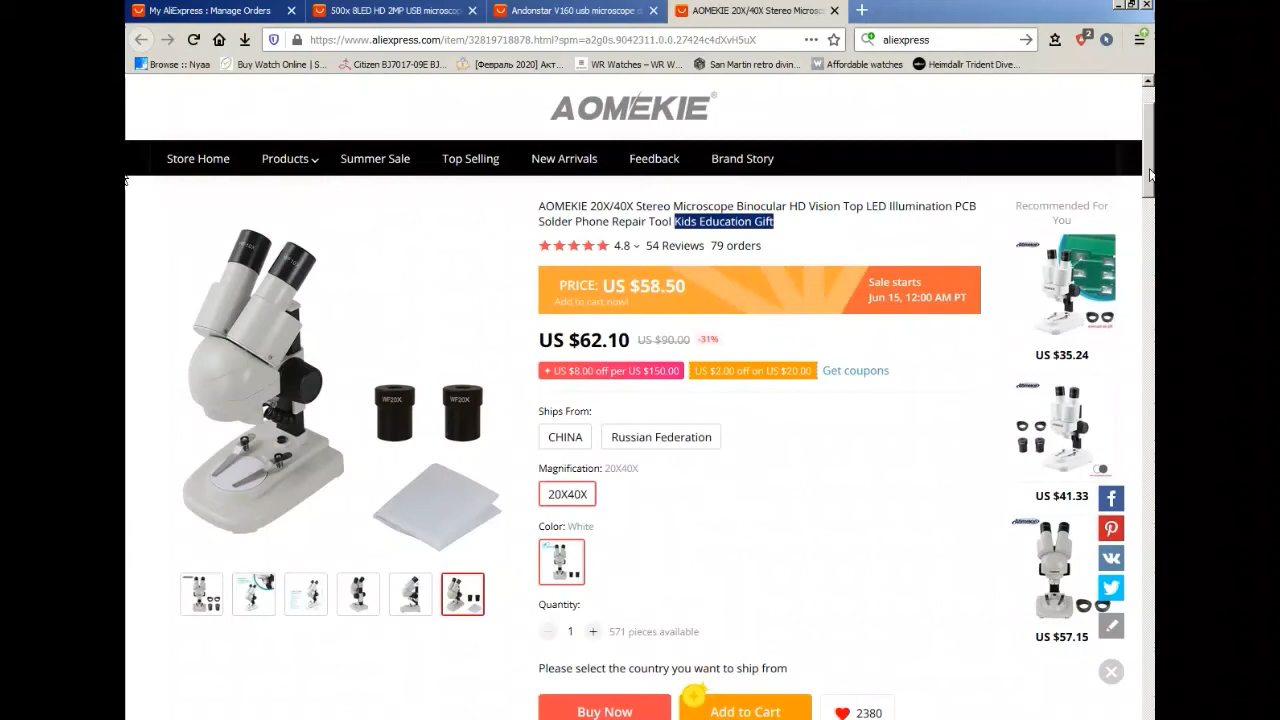 My AliExpress : Manage Orders
500x 8LED HD 2MP USB microscop
Andonstar V160 usb microscope
AOMEKIE 20X/40X Stereo Micros
https://www.aliexpress.com/item/32819718878.html?spm=a2g0s.9042311.0.0.27424c4dXvH5uX
aliexpress
2
Browse :: Nyaa
Buy Watch Online | S...
Citizen BJ7017-09E BJ...
[Февраль 2020] Акт...
WR Watches – WR W...
San Martin retro divin...
Affordable watches
Heimdallr Trident Dive...
AOMEKIE®
Store Home
Products
Summer Sale
Top Selling
New Arrivals
Feedback
Brand Story
AOMEKIE 20X/40X Stereo Microscope Binocular HD Vision Top LED Illumination PCB
Solder Phone Repair Tool Kids Education Gift
4.8 54 Reviews 79 orders
PRICE: US $58.50
Add to cart now!
Sale starts
Jun 15, 12:00 AM PT
US $62.10 US $90.00 -31%
US $8.00 off per US $150.00
US $2.00 off on US $20.00
Get coupons
Ships From:
CHINA
Russian Federation
Magnification: 20X40X
20X40X
Color: White
Quantity:
1
571 pieces available
Please select the country you want to ship from
Buy Now
Add to Cart
2380
Recommended For
You
US $35.24
US $41.33
US $57.15
WF20X
WF20X